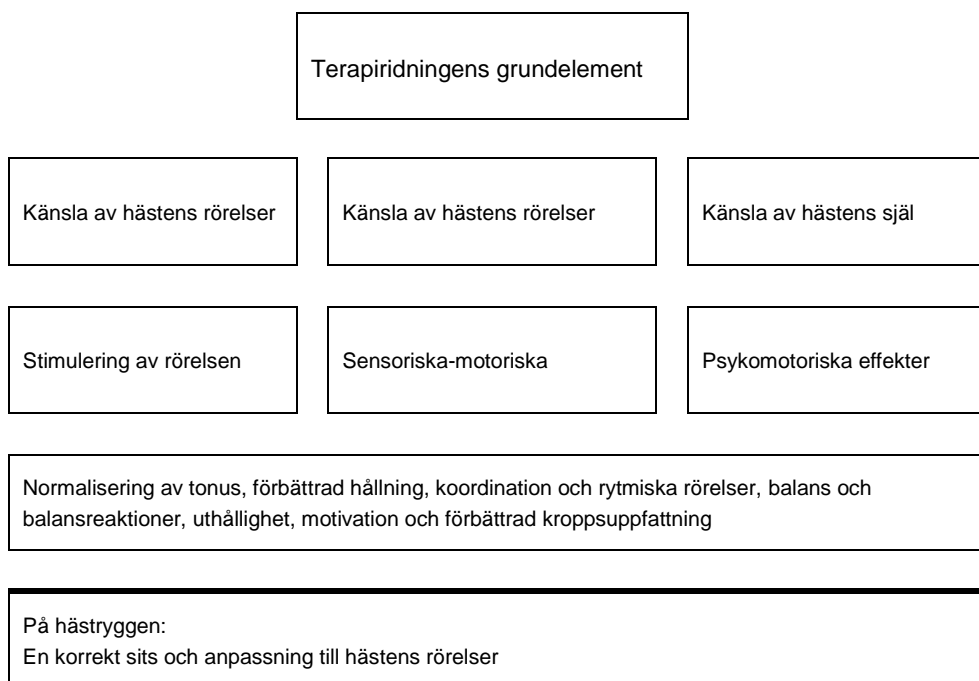 Terapiridningens grundelement
Känsla av hästens rörelser
Känsla av hästens rörelser
Känsla av hästens själ
Stimulering av rörelsen
Sensoriska-motoriska
Psykomotoriska effekter
Normalisering av tonus, förbättrad hållning, koordination och rytmiska rörelser, balans och
balansreaktioner, uthållighet, motivation och förbättrad kroppsuppfattning
På hästryggen:
En korrekt sits och anpassning till hästens rörelser